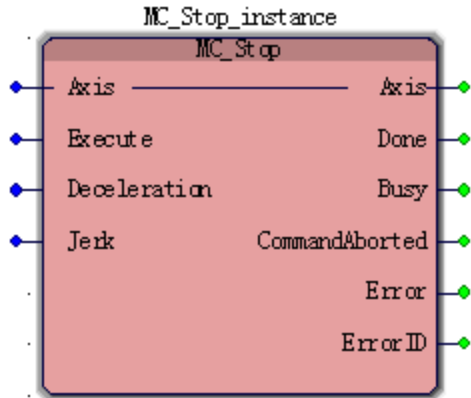 MC_Stop_instance
MC_Stop
Axis Axis
Execute Done
Deceleration Busy
Jerk CommandAborted
Error
ErrorID